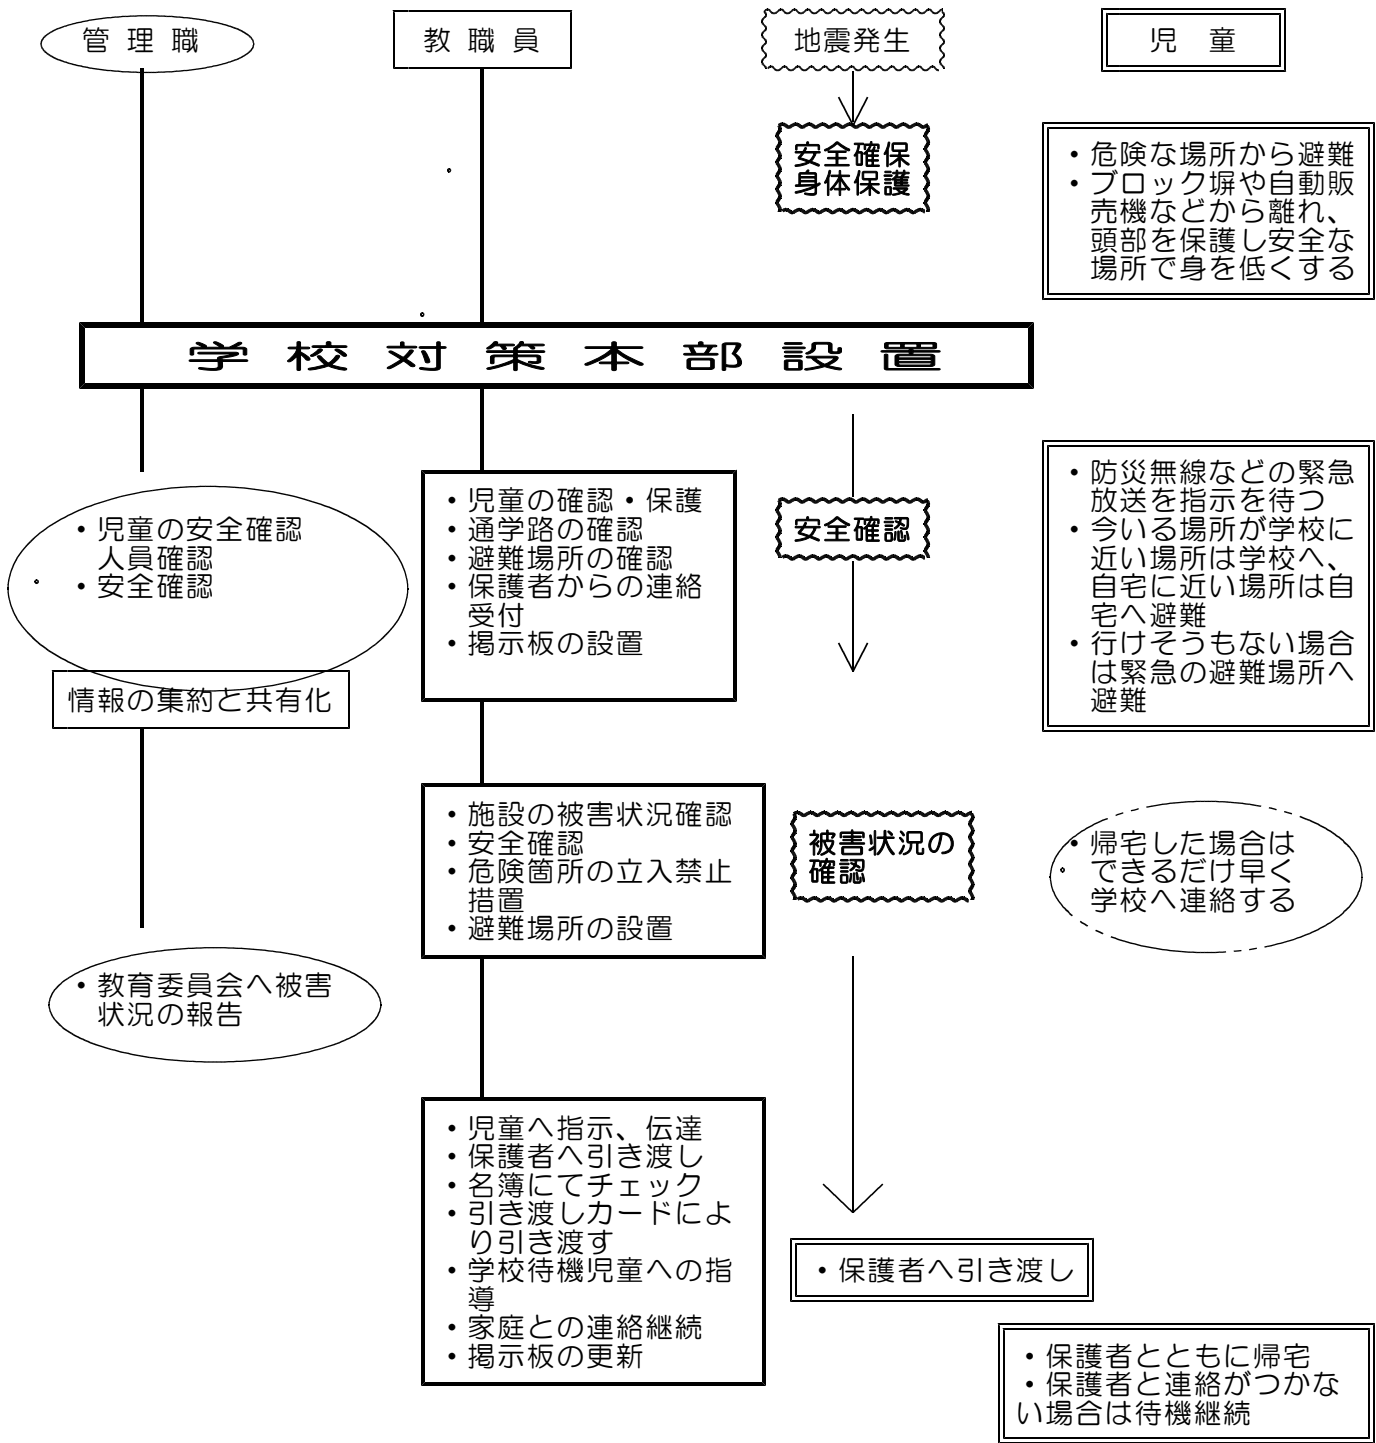 管 理 職
教 職 員
地震発生
児　童
安全確保
身体保護
・危険な場所から避難
・ブロック塀や自動販
売機などから離れ、
頭部を保護し安全な
場所で身を低くする
学 校 対 策 本 部 設 置
・児童の安全確認
人員確認
・安全確認
情報の集約と共有化
・児童の確認・保護
・通学路の確認
・避難場所の確認
・保護者からの連絡
受付
・掲示板の設置
安全確認
・防災無線などの緊急
放送を指示を待つ
・今いる場所が学校に
近い場所は学校へ、
自宅に近い場所は自
宅へ避難
・行けそうもない場合
は緊急の避難場所へ
避難
・施設の被害状況確認
・安全確認
・危険箇所の立入禁止
措置
・避難場所の設置
被害状況の
確認
・帰宅した場合は
できるだけ早く
学校へ連絡する
・教育委員会へ被害
状況の報告
・児童へ指示、伝達
・保護者へ引き渡し
・名簿にてチェック
・引き渡しカードによ
り引き渡す
・学校待機児童への指
導
・家庭との連絡継続
・掲示板の更新
・保護者へ引き渡し
・保護者とともに帰宅
・保護者と連絡がつかな
い場合は待機継続